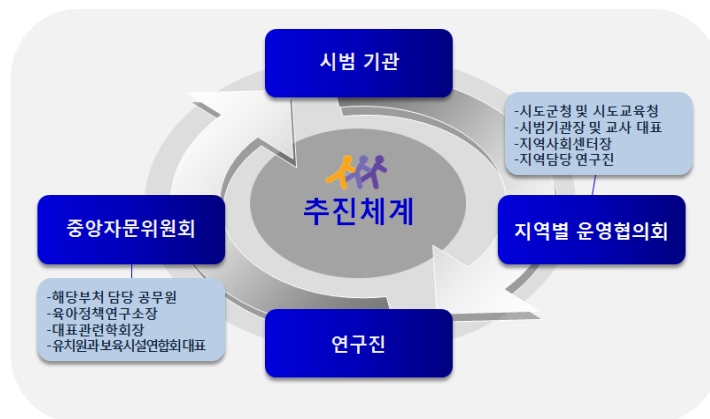 시범 기관
-시도군청 및 시도교육청
-시범기관장 및 교사 대표
-지역사회센터장
-지역담당 연구진
추진체계
중앙자문위원회
지역별 운영협의회
-해당부처 담당 공무원
-육아정책연구소장
-대표관련학회장
-유치원과 보육시설연합회 대표
연구진